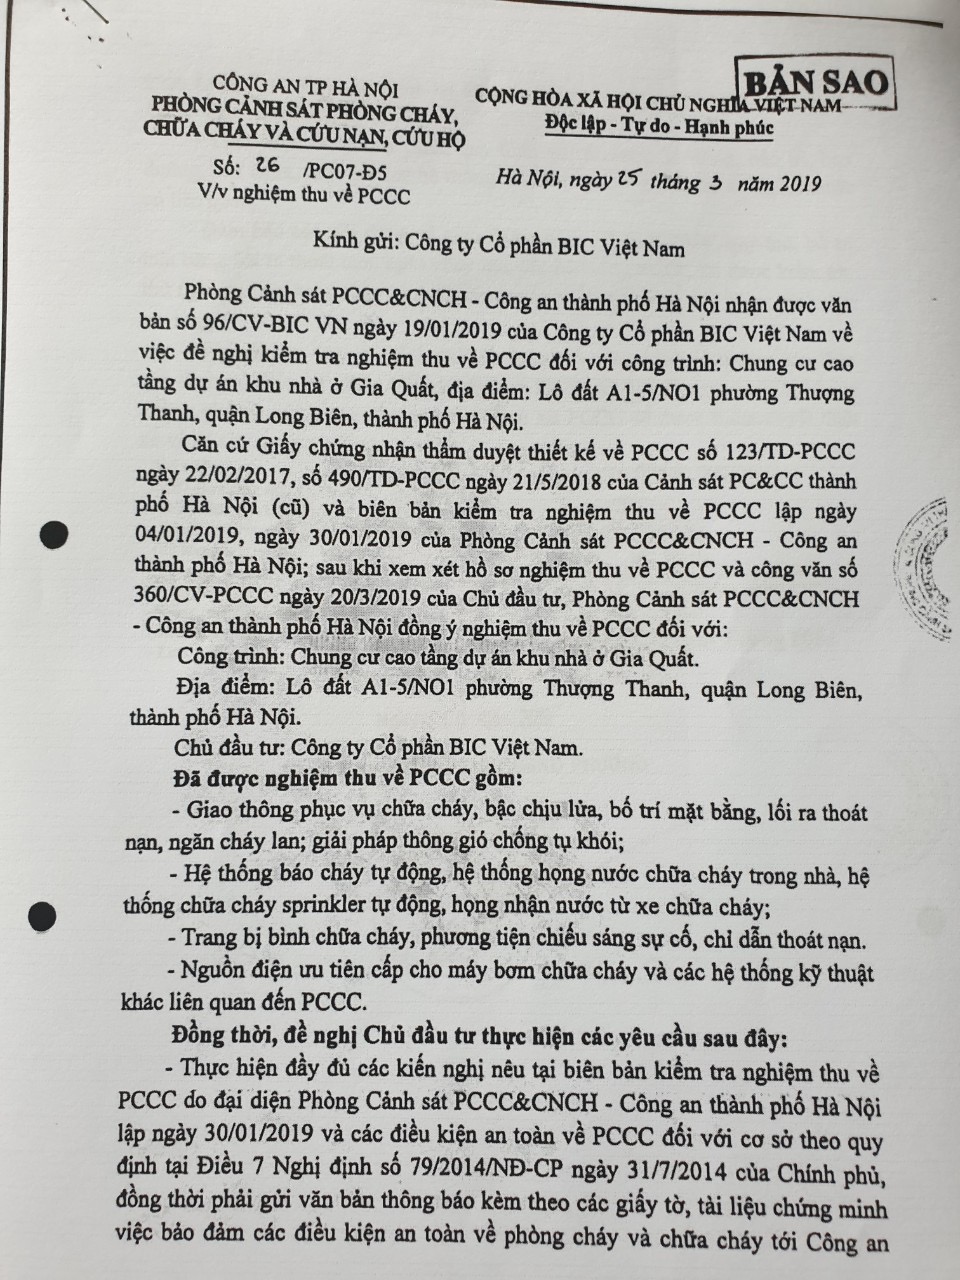 BẢN SAO
CÔNG AN TP HÀ NỘI
PHÒNG CẢNH SÁT PHÒNG CHÁY,
CHỮA CHÁY VÀ CỨU NẠN, CỨU HỘ
Số: 26 /PC07-Đ5
V/v nghiệm thu về PCCC
CỘNG HÒA XÃ HỘI CHỦ NGHĨA VIỆT NAM
Độc lập - Tự do - Hạnh phúc
Hà Nội, ngày 25 tháng 3 năm 2019
Kính gửi: Công ty Cổ phần BIC Việt Nam
Phòng Cảnh sát PCCC&CNCH - Công an thành phố Hà Nội nhận được văn
bản số 96/CV-BIC VN ngày 19/01/2019 của Công ty Cổ phần BIC Việt Nam về
việc đề nghị kiểm tra nghiệm thu về PCCC đối với công trình: Chung cư cao
tầng dự án khu nhà ở Gia Quất, địa điểm: Lô đất A1-5/NO1 phường Thượng
Thanh, quận Long Biên, thành phố Hà Nội.
Căn cứ Giấy chứng nhận thẩm duyệt thiết kế về PCCC số 123/TD-PCCC
ngày 22/02/2017, số 490/TD-PCCC ngày 21/5/2018 của Cảnh sát PC&CC thành
phố Hà Nội (cũ) và biên bản kiểm tra nghiệm thu về PCCC lập ngày
04/01/2019, ngày 30/01/2019 của Phòng Cảnh sát PCCC&CNCH - Công an
thành phố Hà Nội; sau khi xem xét hồ sơ nghiệm thu về PCCC và công văn số
360/CV-PCCC ngày 20/3/2019 của Chủ đầu tư, Phòng Cảnh sát PCCC&CNCH
- Công an thành phố Hà Nội đồng ý nghiệm thu về PCCC đối với:
Công trình: Chung cư cao tầng dự án khu nhà ở Gia Quất.
Địa điểm: Lô đất A1-5/NO1 phường Thượng Thanh, quận Long Biên,
thành phố Hà Nội.
Chủ đầu tư: Công ty Cổ phần BIC Việt Nam.
Đã được nghiệm thu về PCCC gồm:
- Giao thông phục vụ chữa cháy, bậc chịu lửa, bố trí mặt bằng, lối ra thoát
nạn, ngăn cháy lan; giải pháp thông gió chống tụ khói;
- Hệ thống báo cháy tự động, hệ thống họng nước chữa cháy trong nhà, hệ
thống chữa cháy sprinkler tự động, họng nhận nước từ xe chữa cháy;
- Trang bị bình chữa cháy, phương tiện chiếu sáng sự cố, chỉ dẫn thoát nạn.
- Nguồn điện ưu tiên cấp cho máy bơm chữa cháy và các hệ thống kỹ thuật
khác liên quan đến PCCC.
Đồng thời, đề nghị Chủ đầu tư thực hiện các yêu cầu sau đây:
- Thực hiện đầy đủ các kiến nghị nêu tại biên bản kiểm tra nghiệm thu về
PCCC do đại diện Phòng Cảnh sát PCCC&CNCH - Công an thành phố Hà Nội
lập ngày 30/01/2019 và các điều kiện an toàn về PCCC đối với cơ sở theo quy
định tại Điều 7 Nghị định số 79/2014/NĐ-CP ngày 31/7/2014 của Chính phủ,
đồng thời phải gửi văn bản thông báo kèm theo các giấy tờ, tài liệu chứng minh
việc bảo đảm các điều kiện an toàn về phòng cháy và chữa cháy tới Công an